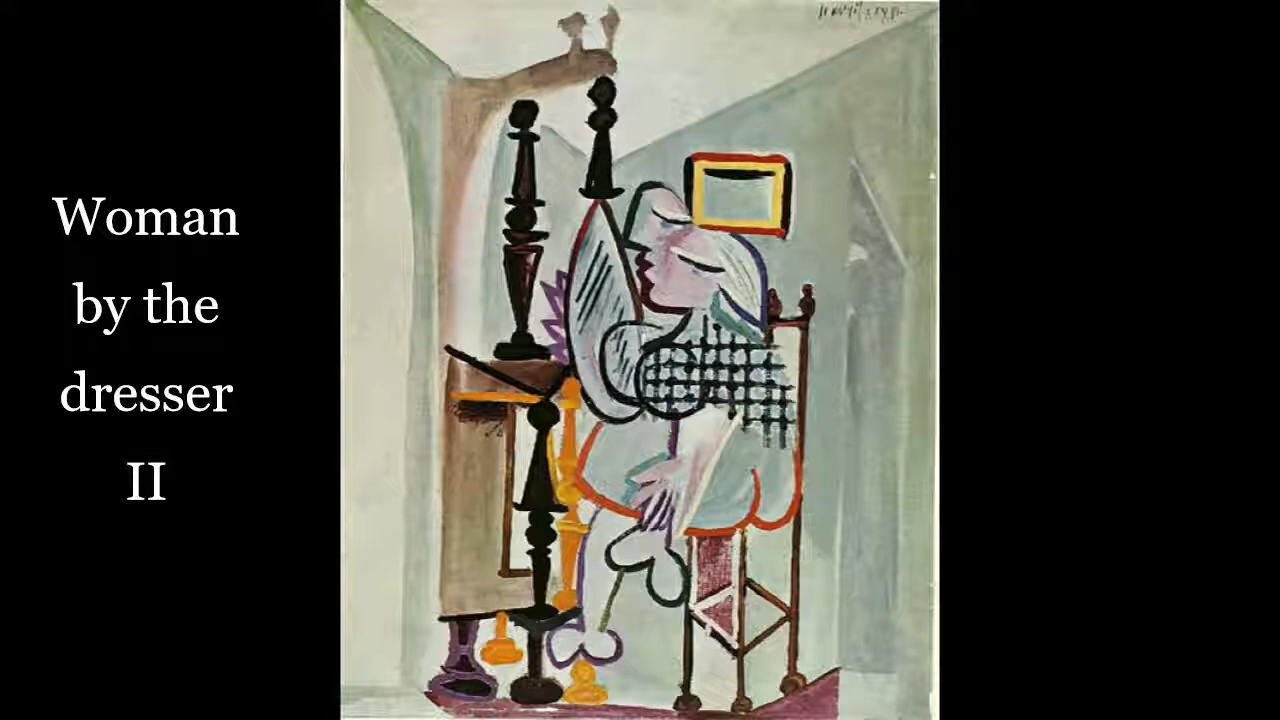 Woman
by the
dresser
II